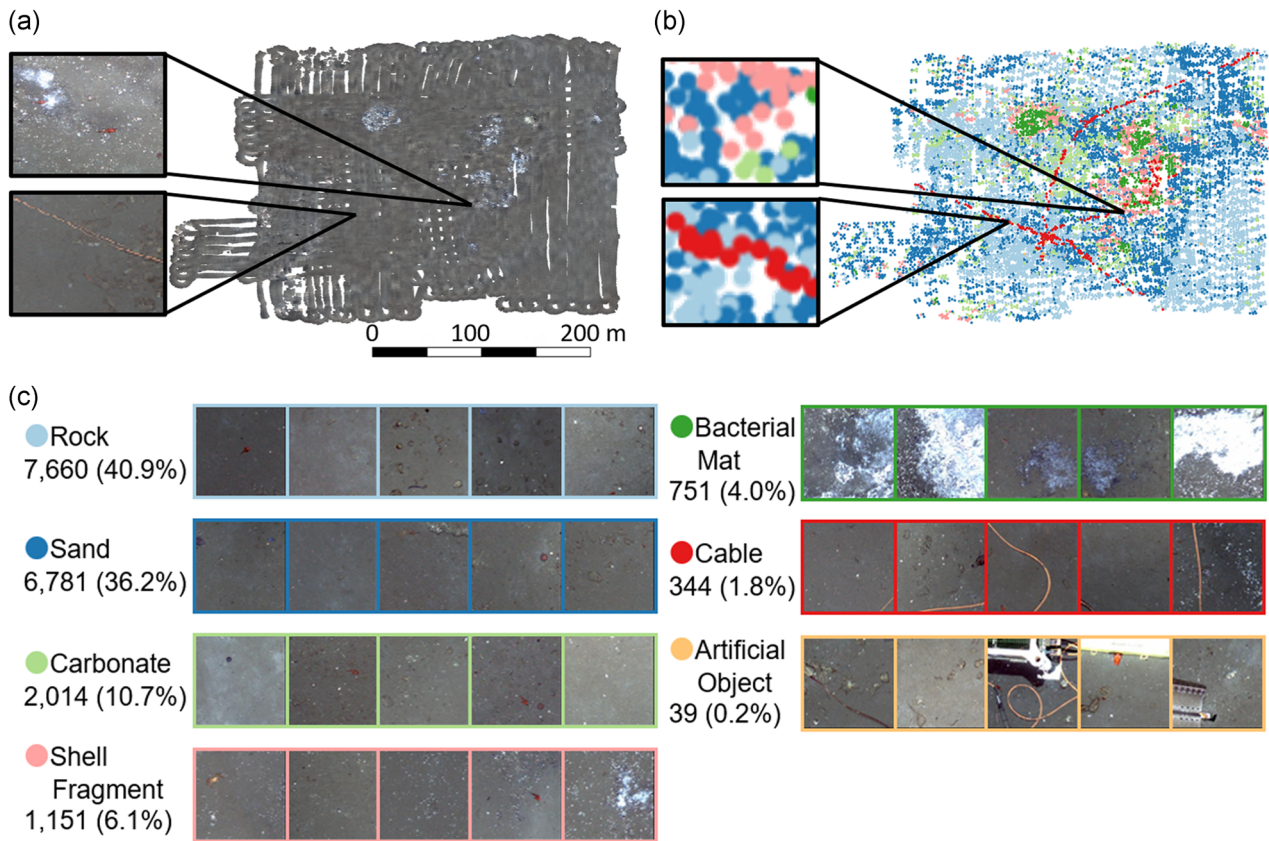 (a)
(b)
0 100 200 m
(c)
Rock
7,660 (40.9%)
Sand
6,781 (36.2%)
Carbonate
2,014 (10.7%)
Shell
Fragment
1,151 (6.1%)
Bacterial
Mat
751 (4.0%)
Cable
344 (1.8%)
Artificial
Object
39 (0.2%)